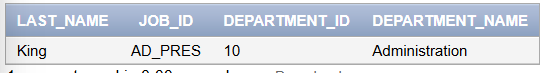 LAST_NAME JOB_ID DEPARTMENT_ID DEPARTMENT_NAME
King AD_PRES 10 Administration